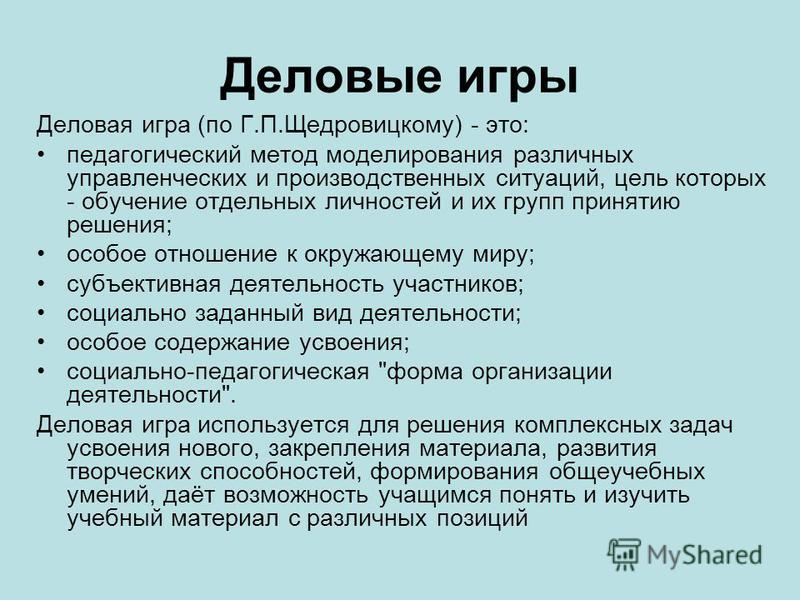 Деловые игры
Деловая игра (по Г.П.Щедровицкому) - это:
• педагогический метод моделирования различных
управленческих и производственных ситуаций, цель которых
- обучение отдельных личностей и их групп принятию
решения;
• особое отношение к окружающему миру;
• субъективная деятельность участников;
• социально заданный вид деятельности;
• особое содержание усвоения;
• социально-педагогическая "форма организации
деятельности".
Деловая игра используется для решения комплексных задач
усвоения нового, закрепления материала, развития
творческих способностей, формирования общеучебных
умений, даёт возможность учащимся понять и изучить
учебный материал с различных позиций
MyShared